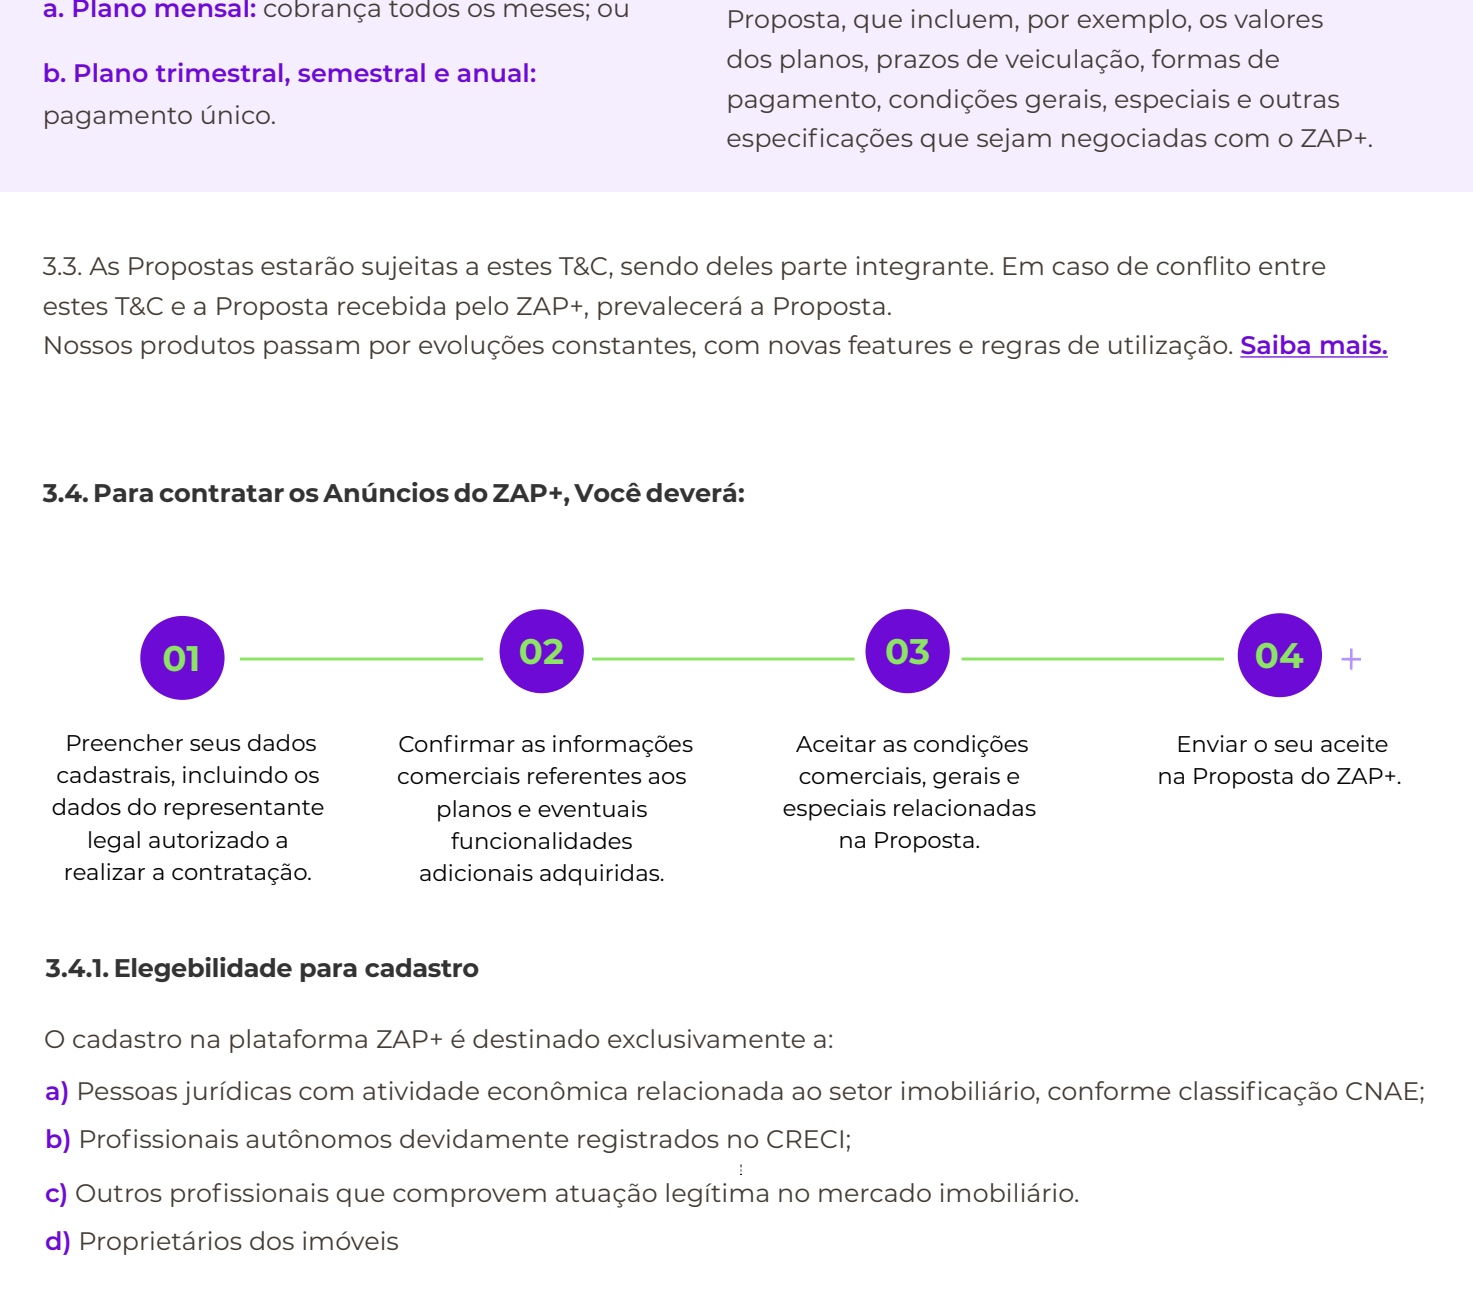 a. Plano mensal: cobrança todos os meses; ou
b. Plano trimestral, semestral e anual:
pagamento único.
Proposta, que incluem, por exemplo, os valores
dos planos, prazos de veiculação, formas de
pagamento, condições gerais, especiais e outras
especificações que sejam negociadas com o ZAP+.
3.3. As Propostas estarão sujeitas a estes T&C, sendo deles parte integrante. Em caso de conflito entre
estes T&C e a Proposta recebida pelo ZAP+, prevalecerá a Proposta.
Nossos produtos passam por evoluções constantes, com novas features e regras de utilização. Saiba mais.
3.4. Para contratar os Anúncios do ZAP+, Você deverá:
01
Preencher seus dados
cadastrais, incluindo os
dados do representante
legal autorizado a
realizar a contratação.
02
Confirmar as informações
comerciais referentes aos
planos e eventuais
funcionalidades
adicionais adquiridas.
03
Aceitar as condições
comerciais, gerais e
especiais relacionadas
na Proposta.
04 +
Enviar o seu aceite
na Proposta do ZAP+.
3.4.1. Elegebilidade para cadastro
O cadastro na plataforma ZAP+ é destinado exclusivamente a:
a) Pessoas jurídicas com atividade econômica relacionada ao setor imobiliário, conforme classificação CNAE;
b) Profissionais autônomos devidamente registrados no CRECI;
c) Outros profissionais que comprovem atuação legítima no mercado imobiliário.
d) Proprietários dos imóveis